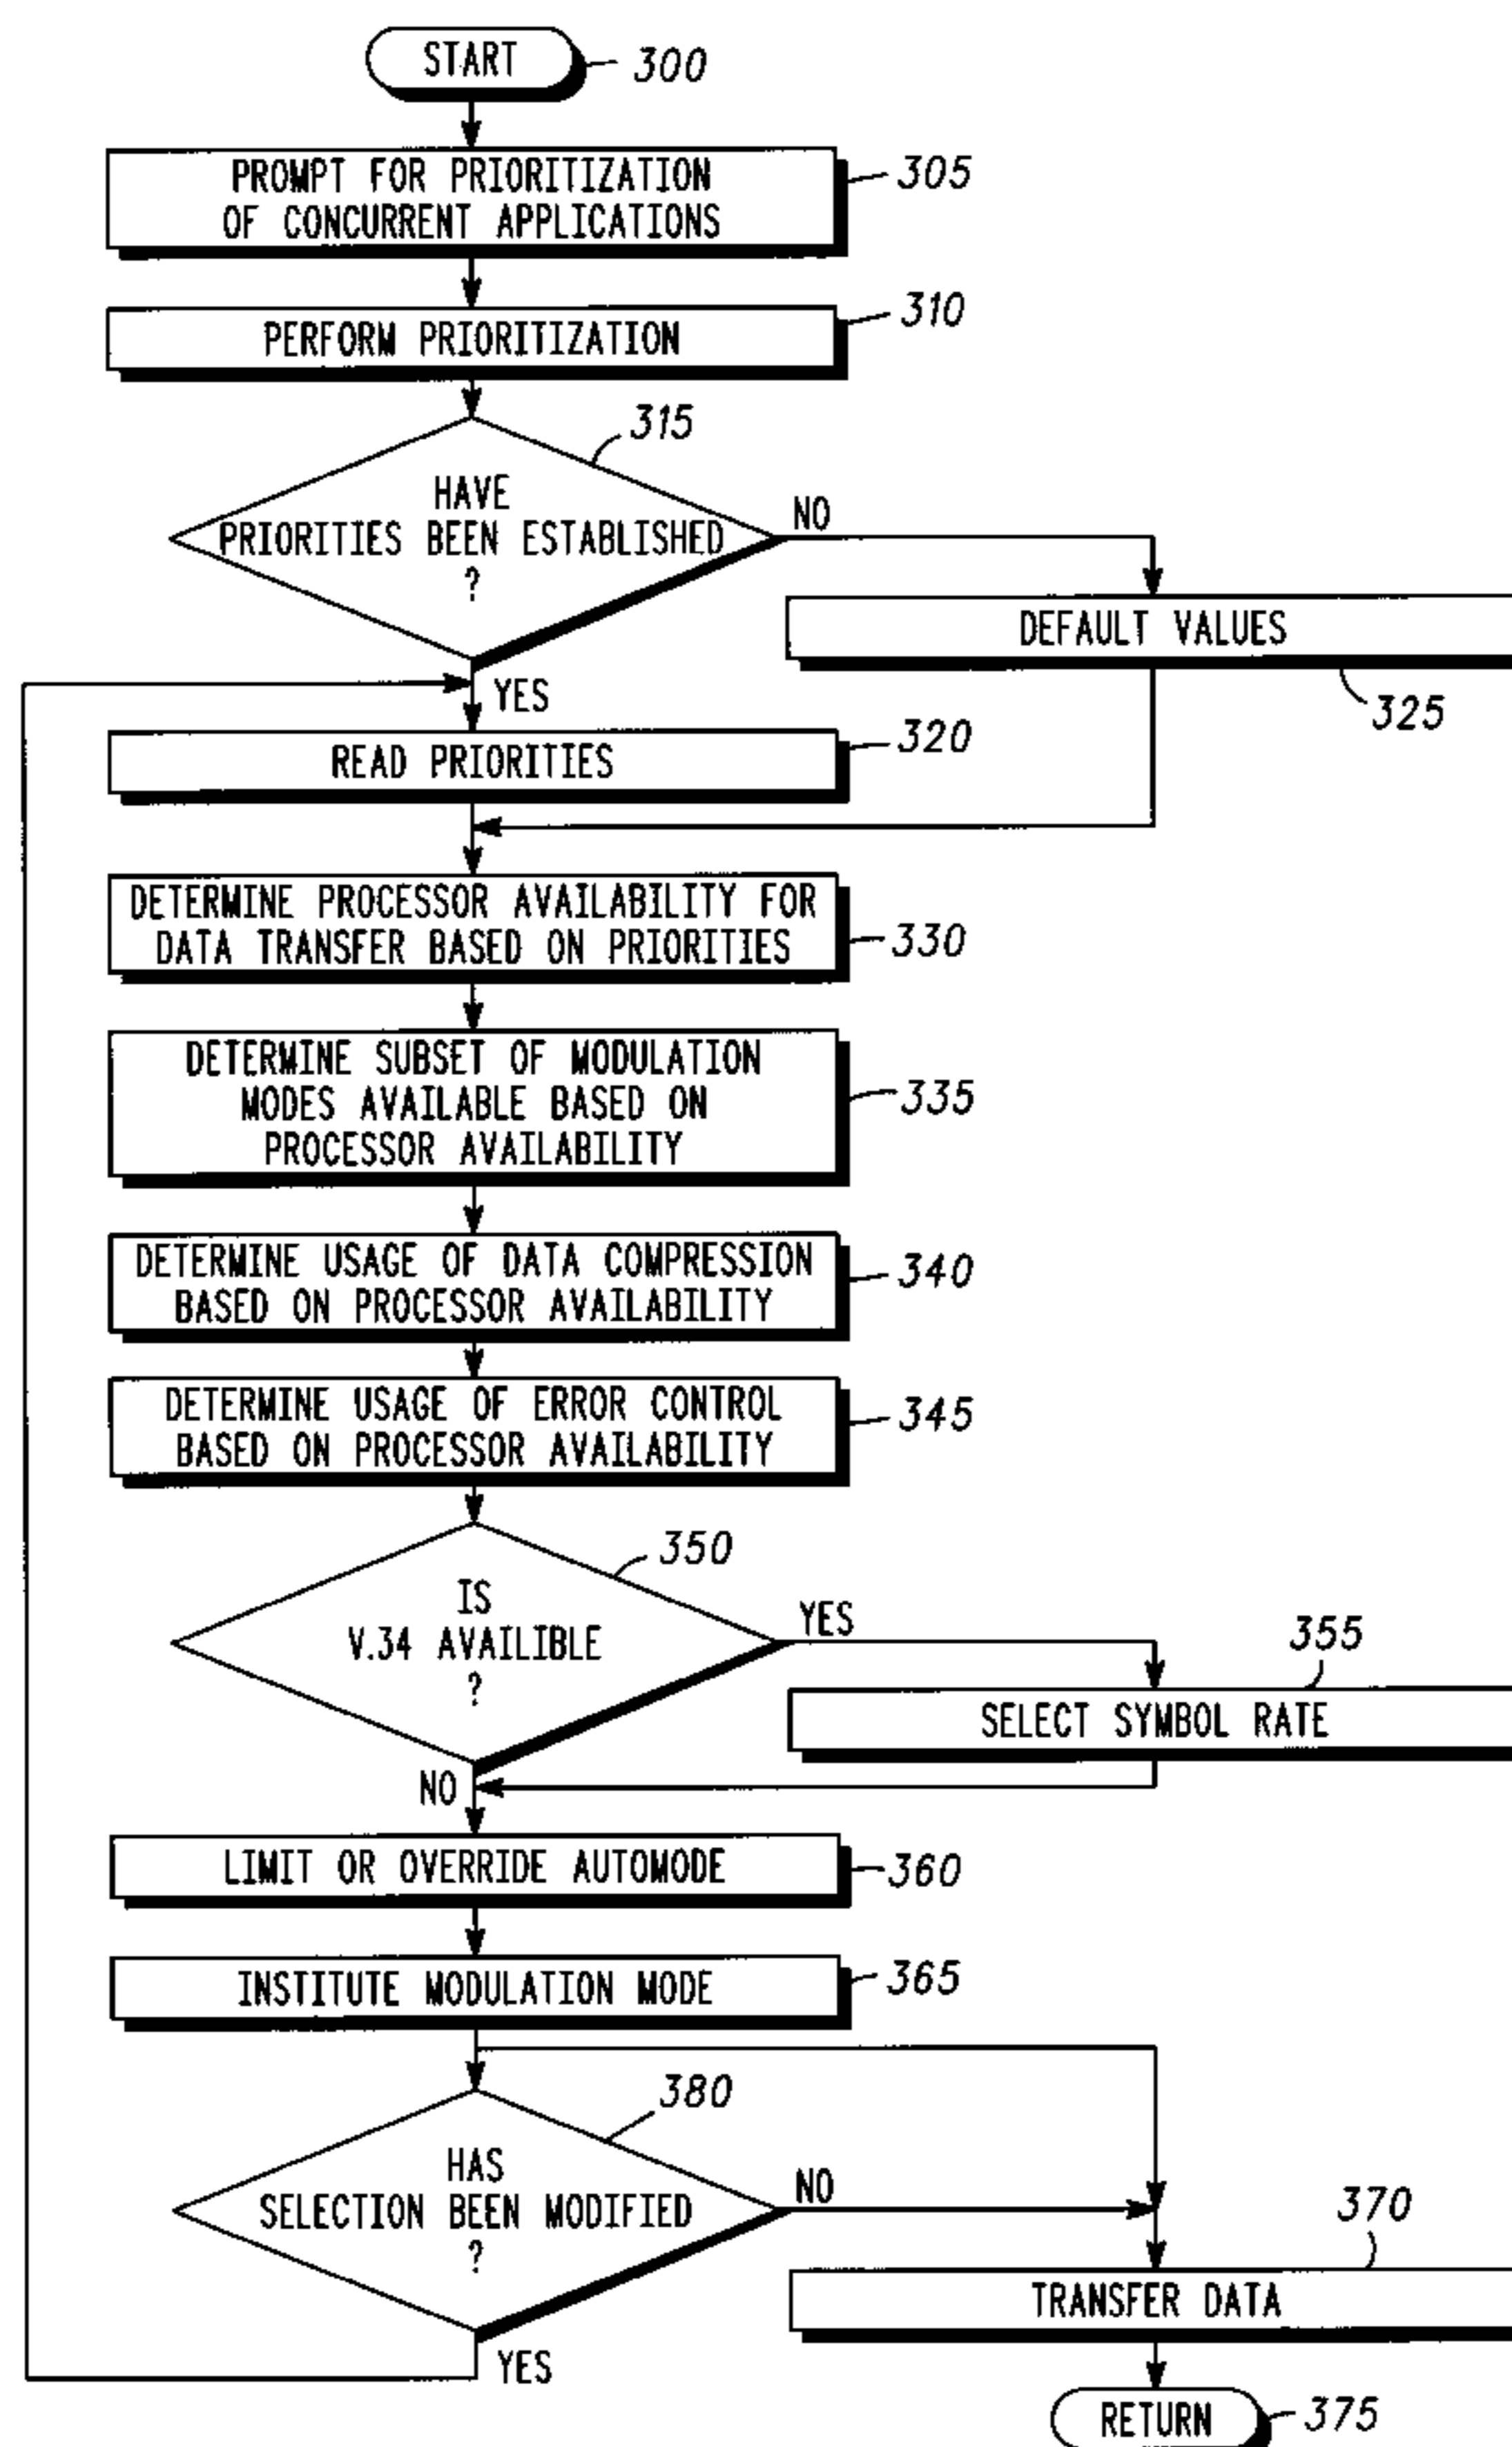 START
300
PROMPT FOR PRIORITIZATION
OF CONCURRENT APPLICATIONS
305
PERFORM PRIORITIZATION
310
315
HAVE
PRIORITIES BEEN ESTABLISHED
?
NO
DEFAULT VALUES
325
YES
READ PRIORITIES
320
DETERMINE PROCESSOR AVAILABILITY FOR
DATA TRANSFER BASED ON PRIORITIES
330
DETERMINE SUBSET OF MODULATION
MODES AVAILABLE BASED ON
PROCESSOR AVAILABILITY
335
DETERMINE USAGE OF DATA COMPRESSION
BASED ON PROCESSOR AVAILABILITY
340
DETERMINE USAGE OF ERROR CONTROL
BASED ON PROCESSOR AVAILABILITY
345
350
IS
V.34 AVAILIBLE
?
YES
355
SELECT SYMBOL RATE
NO
LIMIT OR OVERRIDE AUTOMODE
360
INSTITUTE MODULATION MODE
365
380
HAS
SELECTION BEEN MODIFIED
?
NO
370
TRANSFER DATA
YES
RETURN
375